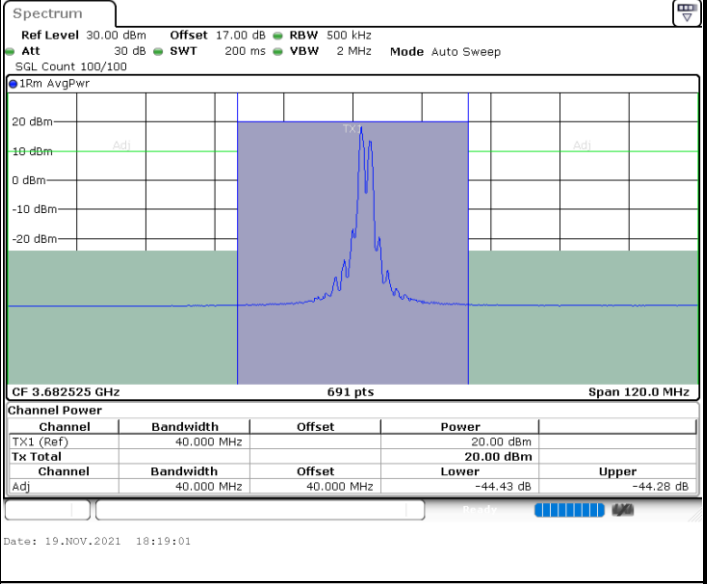 Spectrum
Ref Level 30.00 dBm Offset 17.00 dB RBW 500 kHz
Att 30 dB SWT 200 ms VBW 2 MHz Mode Auto Sweep
SGL Count 100/100
1Rm AvgPwr
20 dBm
TX1
Adj
Adj
10 dBm
0 dBm
-10 dBm
-20 dBm
CF 3.682525 GHz 691 pts Span 120.0 MHz
Channel Power
Channel Bandwidth Offset Power
TX1 (Ref) 40.000 MHz 20.00 dBm
Tx Total 20.00 dBm
Channel Bandwidth Offset Lower Upper
Adj 40.000 MHz 40.000 MHz -44.43 dB -44.28 dB
Ready
Date: 19.NOV.2021 18:19:01